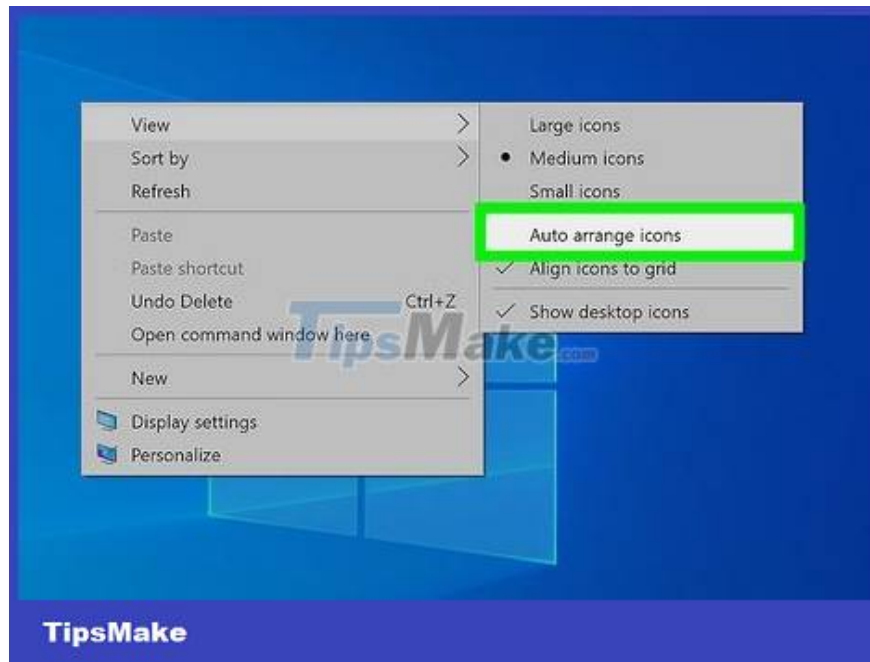 View
Sort by
Refresh
Paste
Paste shortcut
Undo Delete Ctrl+Z
Open command window here
New
Display settings
Personalize
Large icons
Medium icons
Small icons
Auto arrange icons
Align icons to grid
Show desktop icons
TipsMake.com
TipsMake